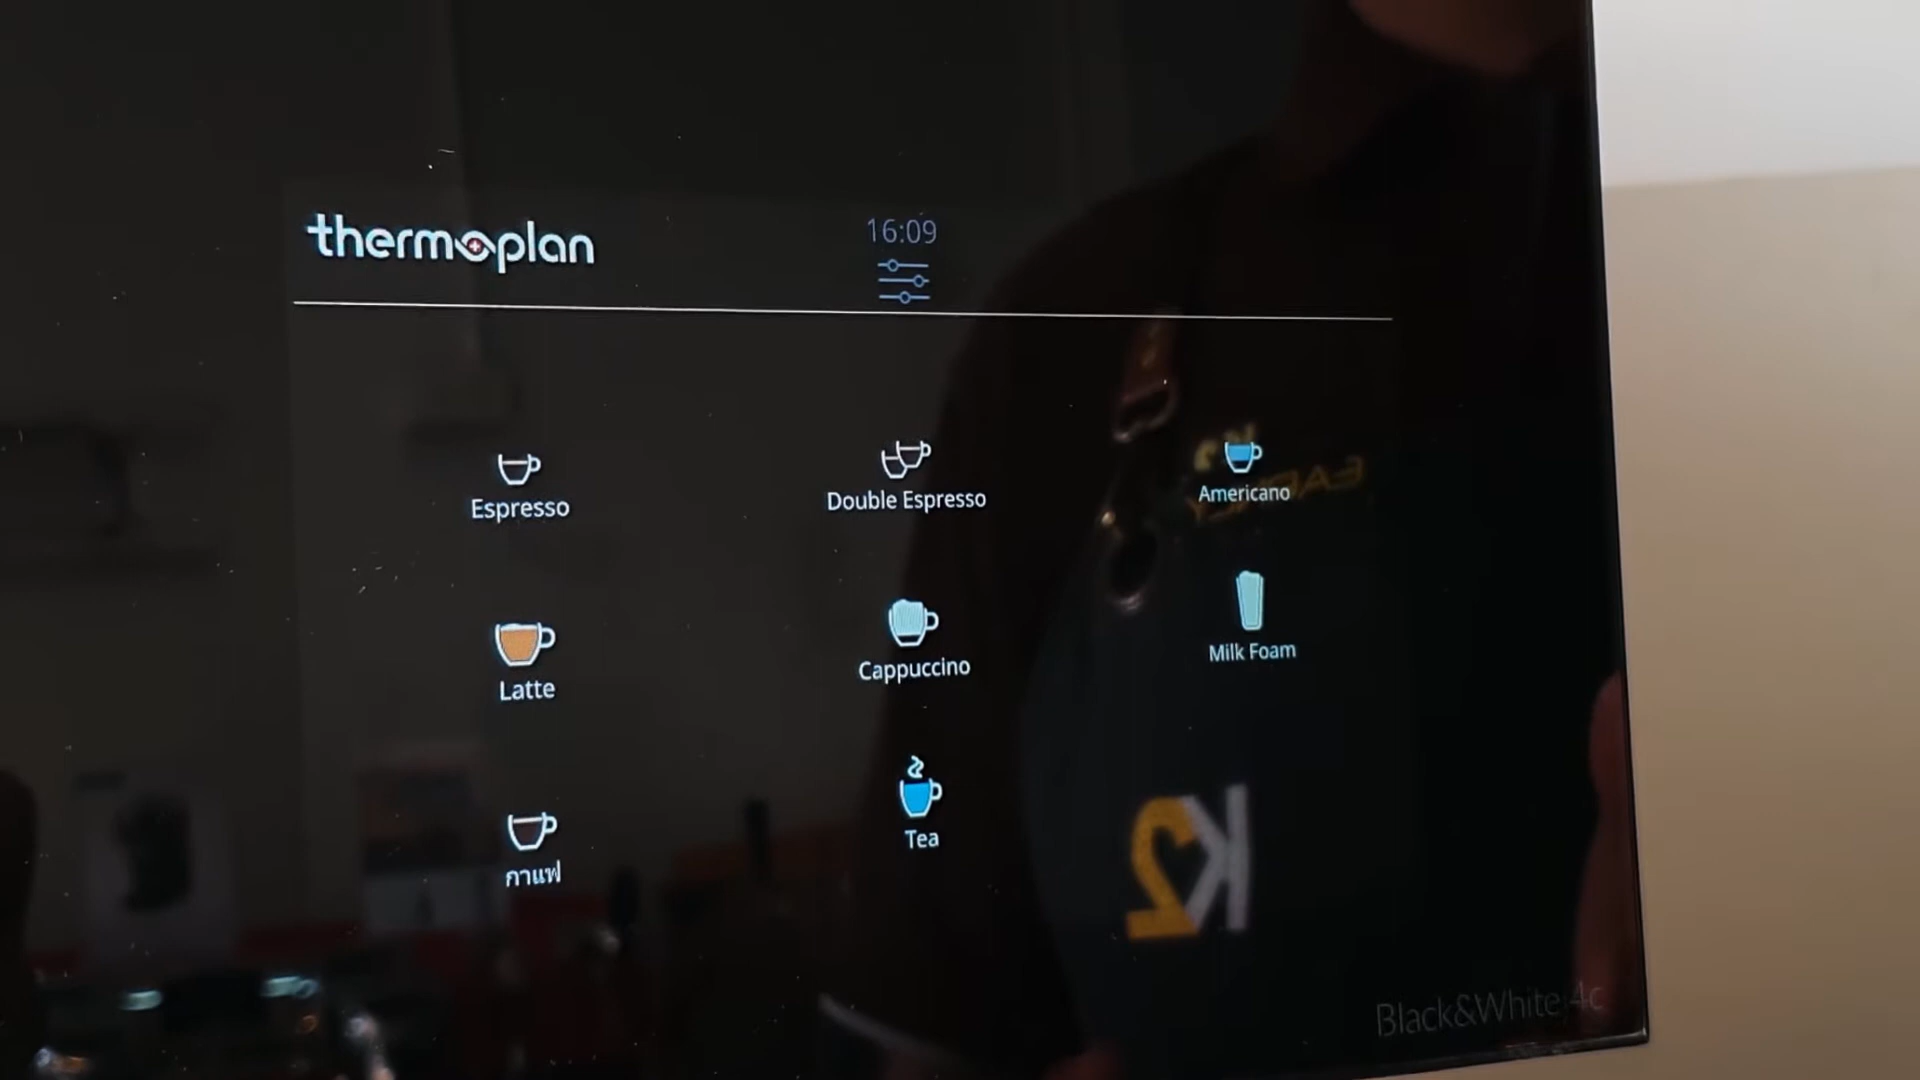 thermoplan
16:09
Espresso
Double Espresso
Americano
Latte
Cappuccino
Milk Foam
กาแฟ
Tea
K2
Black&White 4c